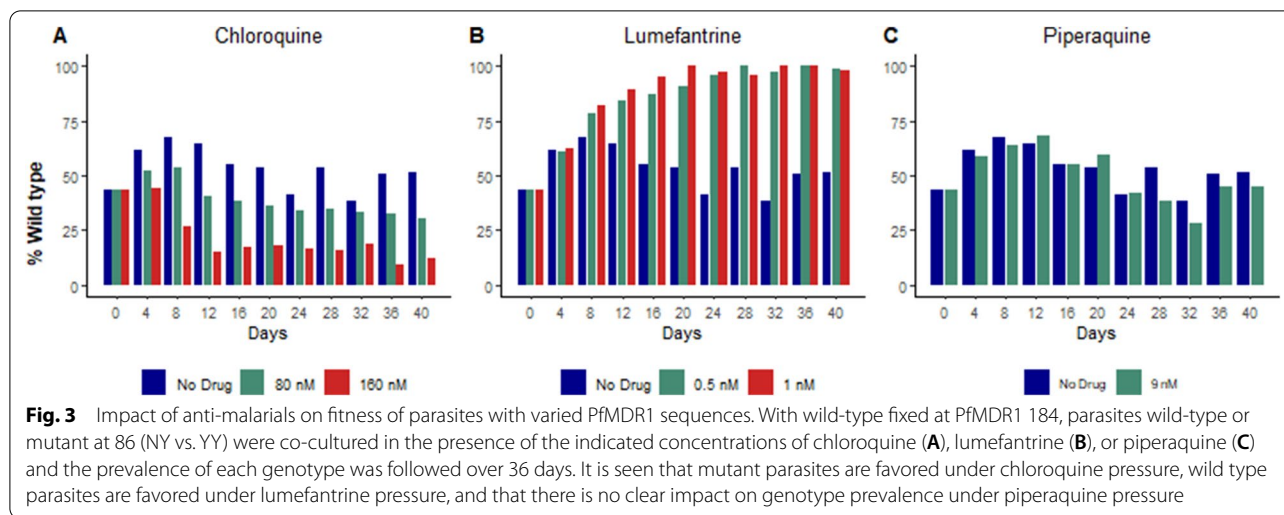 A Chloroquine B Lumefantrine C Piperaquine
% Wild type
100 75 50 25 0
0 4 8 12 16 20 24 28 32 36 40
Days
No Drug 80 nM 160 nM
100 75 50 25 0
0 4 8 12 16 20 24 28 32 36 40
Days
No Drug 0.5 nM 1 nM
100 75 50 25 0
0 4 8 12 16 20 24 28 32 36 40
Days
No Drug 9 nM
Fig. 3 Impact of anti-malarials on fitness of parasites with varied PfMDR1 sequences. With wild-type fixed at PfMDR1 184, parasites wild-type or
mutant at 86 (NY vs. YY) were co-cultured in the presence of the indicated concentrations of chloroquine (A), lumefantrine (B), or piperaquine (C)
and the prevalence of each genotype was followed over 36 days. It is seen that mutant parasites are favored under chloroquine pressure, wild type
parasites are favored under lumefantrine pressure, and that there is no clear impact on genotype prevalence under piperaquine pressure